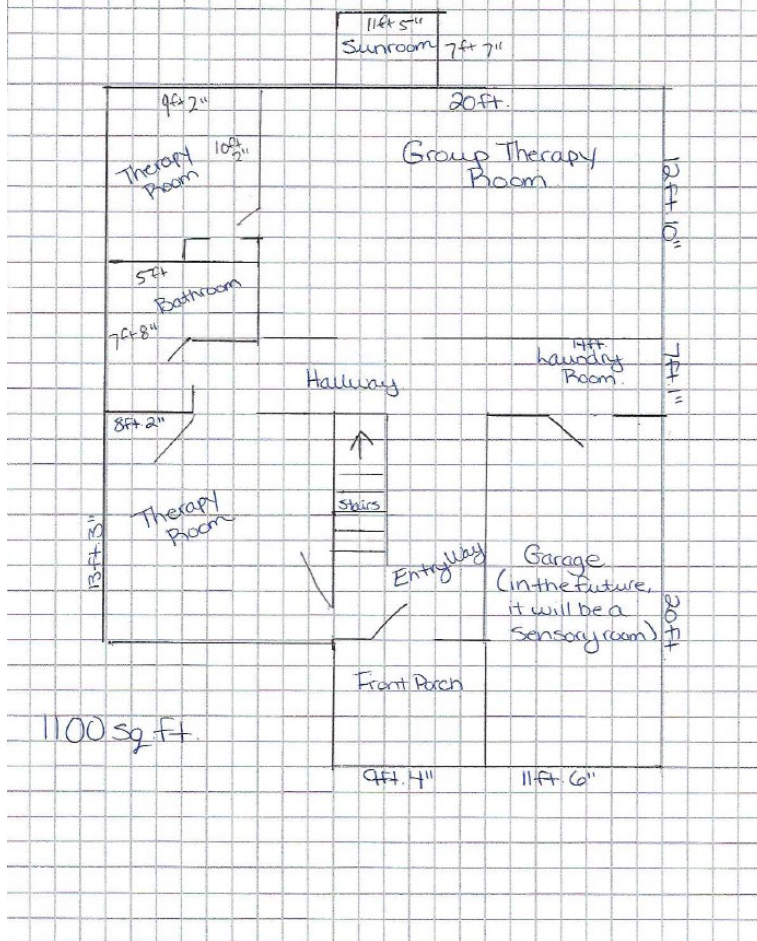 11ft 5"
Sunroom
7ft 7"
9ft 2"
20ft.
10ft
2"
Therapy
Room
Group Therapy
Room
12ft 10"
5ft
Bathroom
7ft 8"
14ft.
Laundry
Room.
7ft. 1"
Hallway
8ft. 2"
Therapy
Room
13ft. 3"
Stairs
Entryway
Garage
(in the future,
it will be a
sensory room)
20ft.
Front Porch
1100 sq. ft.
9ft. 4"
11ft. 6"